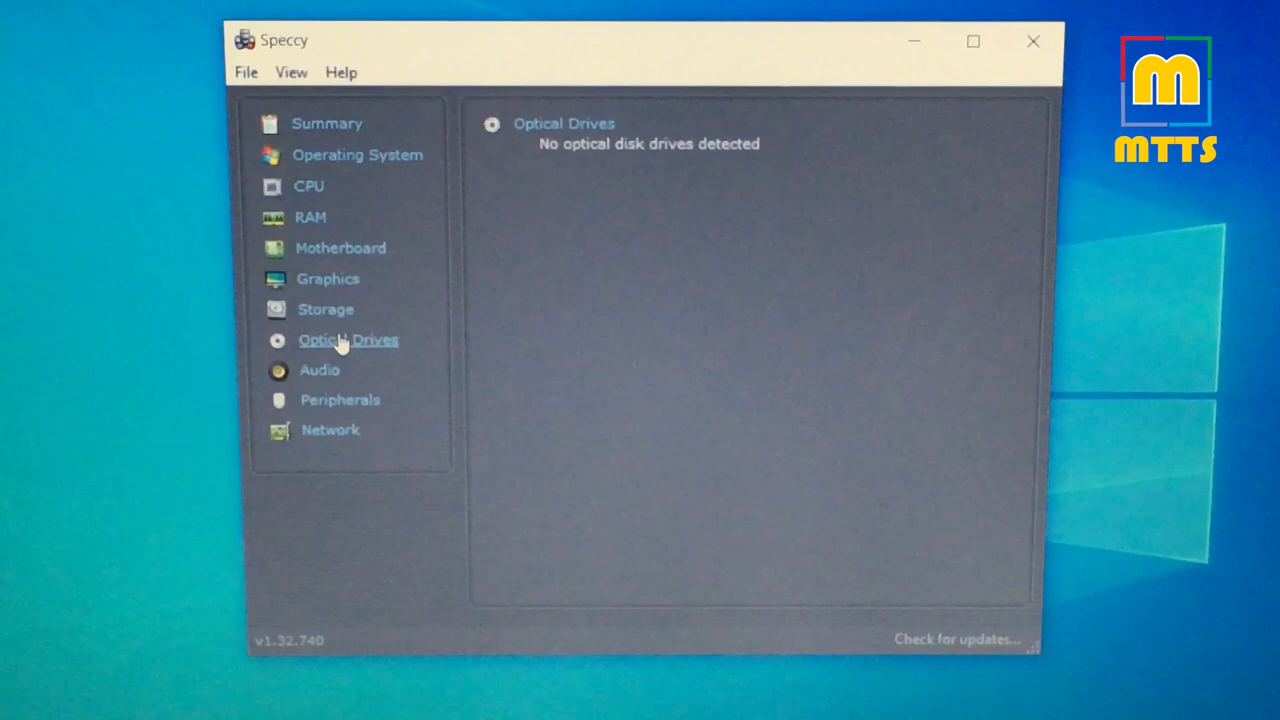 Speccy
File View Help
Summary
Operating System
CPU
RAM
Motherboard
Graphics
Storage
Optical Drives
Audio
Peripherals
Network
Optical Drives
No optical disk drives detected
v1.32.740
Check for updates...
m
MTTS